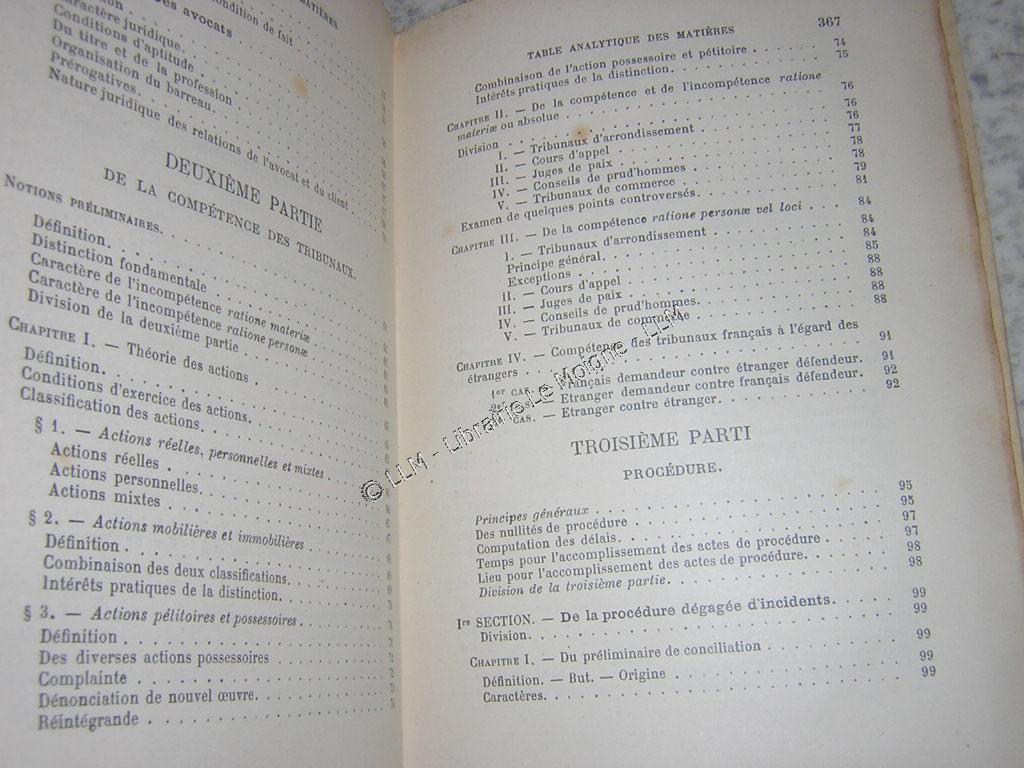 MATIÈRES
condition de fait
des avocats
Caractère juridique.
Conditions d'aptitude
Du titre et de la profession
Organisation du barreau.
Prérogatives.
Nature juridique des relations de l'avocat et du client
DEUXIÈME PARTIE
DE LA COMPÉTENCE DES TRIBUNAUX.
NOTIONS PRÉLIMINAIRES.
Définition.
Distinction fondamentale
Caractère de l'incompétence ratione materiæ
Caractère de l'incompétence ratione personæ
Division de la deuxième partie
CHAPITRE I. — Théorie des actions
Définition.
Conditions d'exercice des actions.
Classification des actions.
§ 1. — Actions réelles, personnelles et mixtes
Actions réelles
Actions personnelles.
Actions mixtes
§ 2. — Actions mobilières et immobilières
Définition
Combinaison des deux classifications.
Intérêts pratiques de la distinction.
§ 3. — Actions pélitoires et possessoires
Définition
Des diverses actions possessoires
Complainte
Dénonciation de nouvel œuvre.
Réintégrande
TABLE ANALYTIQUE DES MATIÈRES 367
Combinaison de l'action possessoire et pétitoire 74
Intérêts pratiques de la distinction. 75
CHAPITRE II. — De la compétence et de l'incompétence ratione
materiæ ou absolue 76
Division 76
I. — Tribunaux d'arrondissement 76
II. — Cours d'appel 77
III. — Juges de paix 78
IV. — Conseils de prud'hommes 78
V. — Tribunaux de commerce 79
Examen de quelques points controversés. 81
CHAPITRE III. — De la compétence ratione personæ vel loci 84
I. — Tribunaux d'arrondissement 84
Principe général. 84
Exceptions 85
II. — Cours d'appel 88
III. — Juges de paix 88
IV. — Conseils de prud'hommes. 88
V. — Tribunaux de commerce 88
CHAPITRE IV. — Compétence des tribunaux français à l'égard des
étrangers 91
1er CAS. — Français demandeur contre étranger défendeur. 91
2e CAS. — Etranger demandeur contre français défendeur. 92
CAS. — Etranger contre étranger. 92
TROISIÈME PARTI
PROCÉDURE.
Principes généraux 95
Des nullités de procédure 95
Computation des délais. 97
Temps pour l'accomplissement des actes de procédure 97
Lieu pour l'accomplissement des actes de procédure. 98
Division de la troisième partie. 98
Ire SECTION. — De la procédure dégagée d'incidents. 99
Division. 99
CHAPITRE I. — Du préliminaire de conciliation 99
Définition. — But. — Origine 99
Caractères. 99
© LLM - Librairie Le Moigne LLM